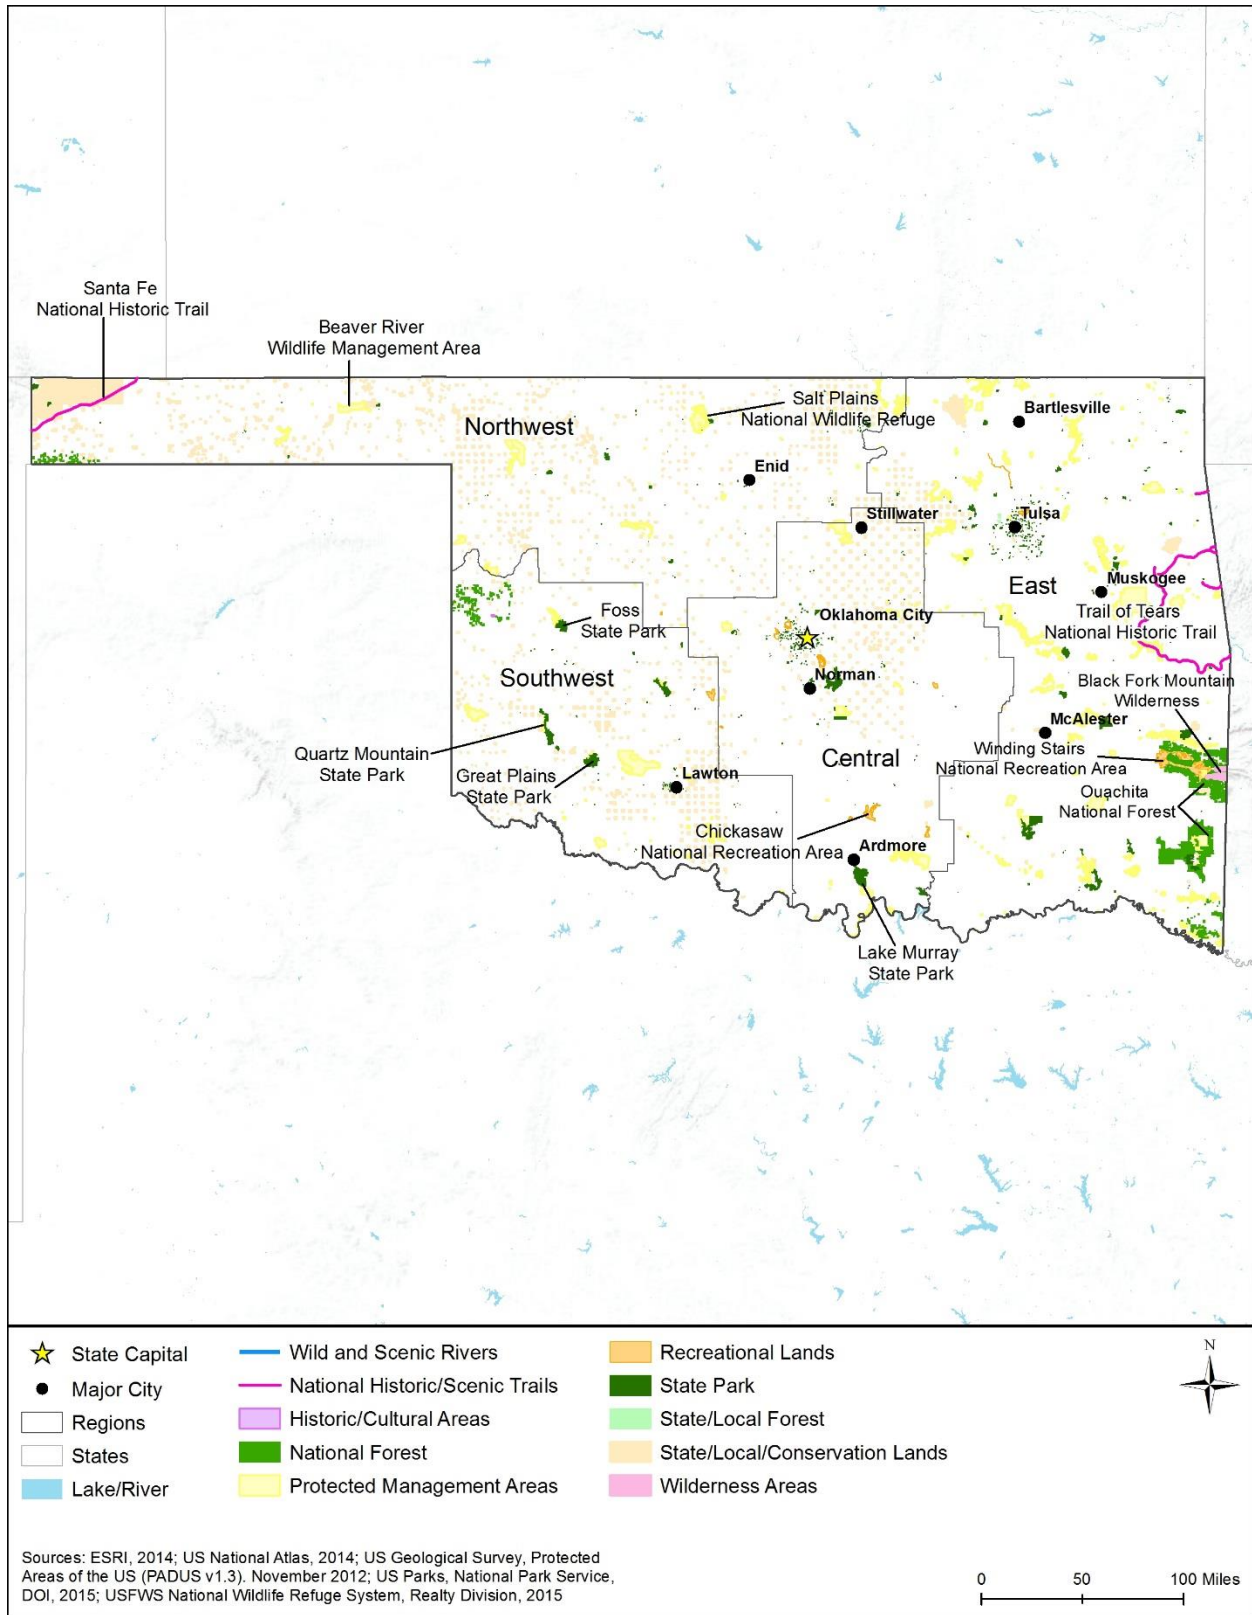 Santa Fe
National Historic Trail
Beaver River
Wildlife Management Area
Northwest
Salt Plains
National Wildlife Refuge
Bartlesville
Enid
Stillwater
Tulsa
East
Muskogee
Trail of Tears
National Historic Trail
Foss
State Park
Oklahoma City
Southwest
Norman
Black Fork Mountain
Wilderness
McAlester
Quartz Mountain
State Park
Great Plains
State Park
Lawton
Central
Winding Stairs
National Recreation Area
Ouachita
National Forest
Chickasaw
National Recreation Area
Ardmore
Lake Murray
State Park
State Capital
Major City
Regions
States
Lake/River
Wild and Scenic Rivers
National Historic/Scenic Trails
Historic/Cultural Areas
National Forest
Protected Management Areas
Recreational Lands
State Park
State/Local Forest
State/Local/Conservation Lands
Wilderness Areas
N
Sources: ESRI, 2014; US National Atlas, 2014; US Geological Survey, Protected
Areas of the US (PADUS v1.3). November 2012; US Parks, National Park Service,
DOI, 2015; USFWS National Wildlife Refuge System, Realty Division, 2015
0 50 100 Miles